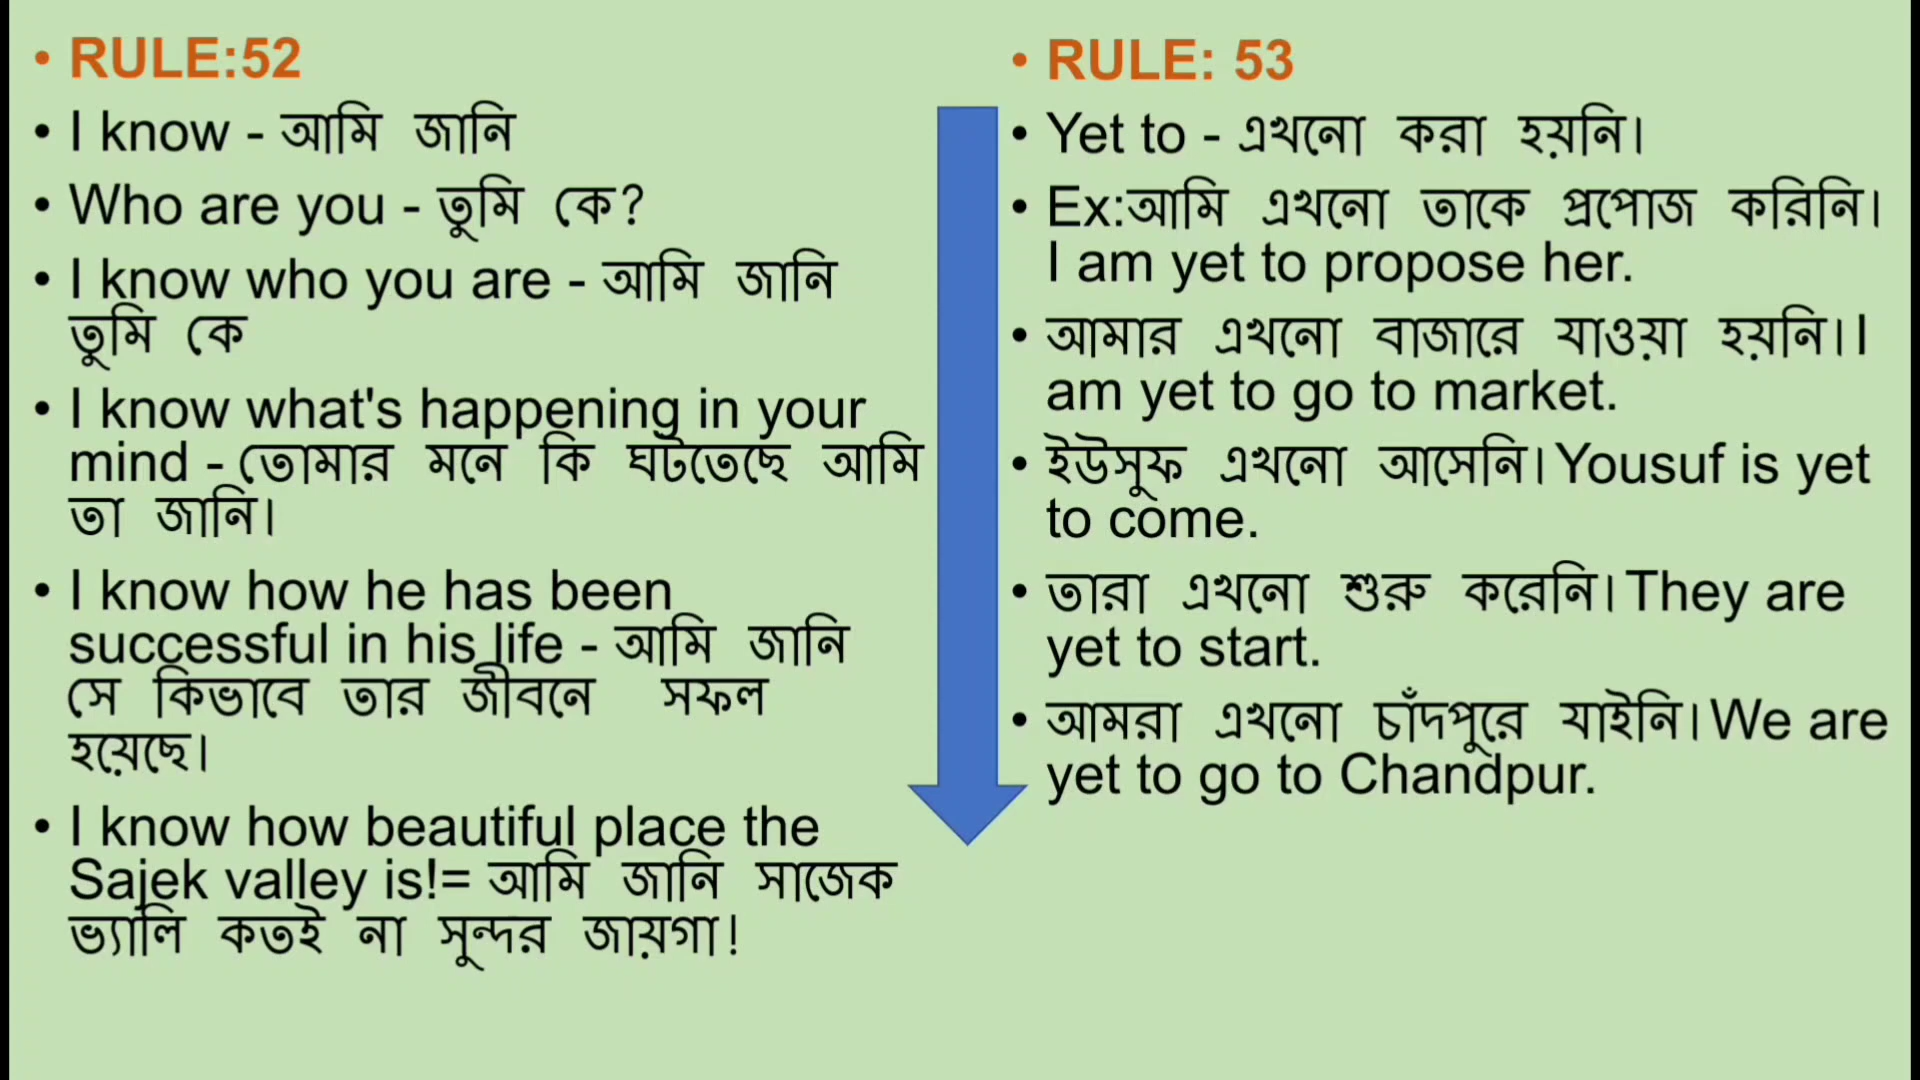 • RULE:52
• I know - আমি জানি
• Who are you - তুমি কে?
• I know who you are - আমি জানি
তুমি কে
• I know what's happening in your
mind - তোমার মনে কি ঘটতেছে আমি
তা জানি।
• I know how he has been
successful in his life - আমি জানি
সে কিভাবে তার জীবনে সফল
হয়েছে।
• I know how beautiful place the
Sajek valley is!= আমি জানি সাজেক
ভ্যালি কতই না সুন্দর জায়গা!
• RULE: 53
• Yet to - এখনো করা হয়নি।
• Ex:আমি এখনো তাকে প্রপোজ করিনি।
I am yet to propose her.
• আমার এখনো বাজারে যাওয়া হয়নি।I
am yet to go to market.
• ইউসুফ এখনো আসেনি।Yousuf is yet
to come.
• তারা এখনো শুরু করেনি।They are
yet to start.
• আমরা এখনো চাঁদপুরে যাইনি।We are
yet to go to Chandpur.